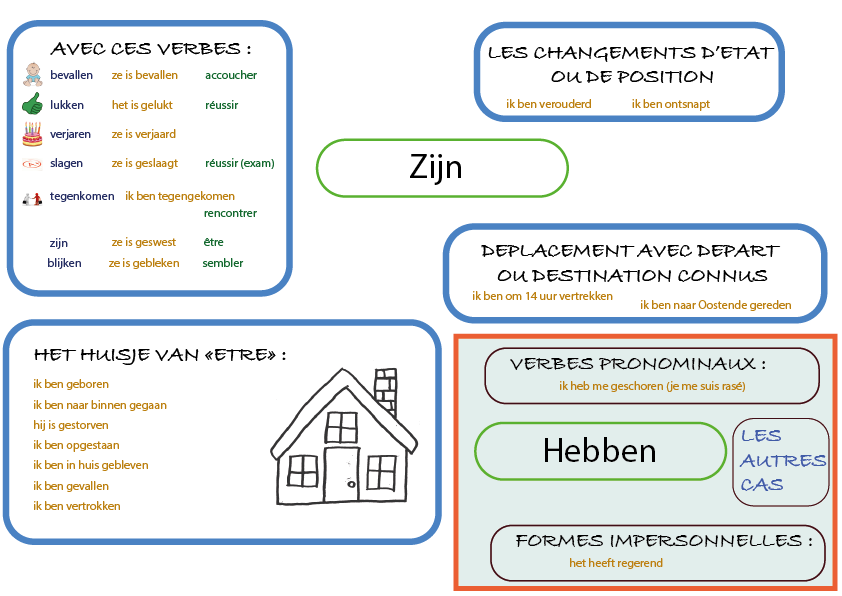 AVEC CES VERBES :
bevallen ze is bevallen accoucher
lukken het is gelukt réussir
verjaren ze is verjaard
slagen ze is geslaagt réussir (exam)
tegenkomen ik ben tegengekomen
rencontrer
zijn ze is geswest être
blijken ze is gebleken sembler
LES CHANGEMENTS D'ETAT
OU DE POSITION
ik ben verouderd ik ben ontsnapt
Zijn
DEPLACEMENT AVEC DEPART
OU DESTINATION CONNUS
ik ben om 14 uur vertrekken
ik ben naar Oostende gereden
HET HUISJE VAN «ETRE» :
ik ben geboren
ik ben naar binnen gegaan
hij is gestorven
ik ben opgestaan
ik ben in huis gebleven
ik ben gevallen
ik ben vertrokken
VERBES PRONOMINAUX :
ik heb me geschoren (je me suis rasé)
Hebben
LES
AUTRES
CAS
FORMES IMPERSONNELLES :
het heeft regerend